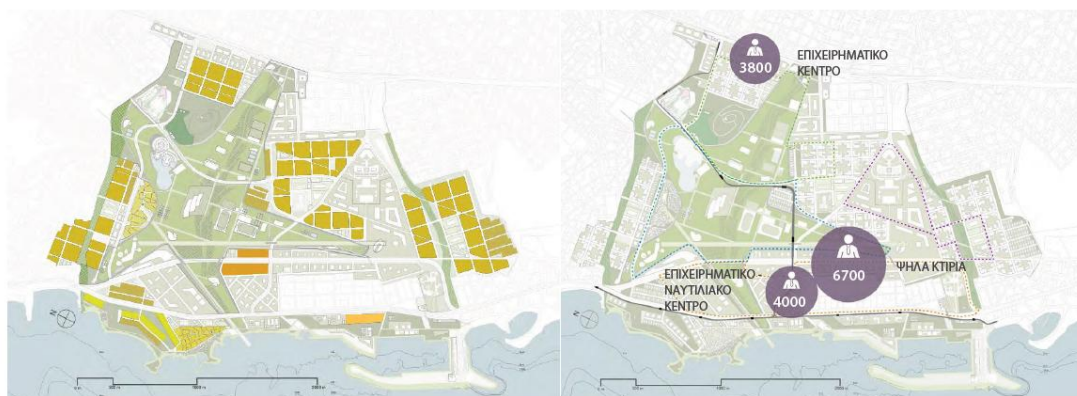 3800
ΕΠΙΧΕΙΡΗΜΑΤΙΚΟ
ΚΕΝΤΡΟ
6700
ΨΗΛΑ ΚΤΙΡΙΑ
ΕΠΙΧΕΙΡΗΜΑΤΙΚΟ -
ΝΑΥΤΙΛΙΑΚΟ
ΚΕΝΤΡΟ
4000
N
N